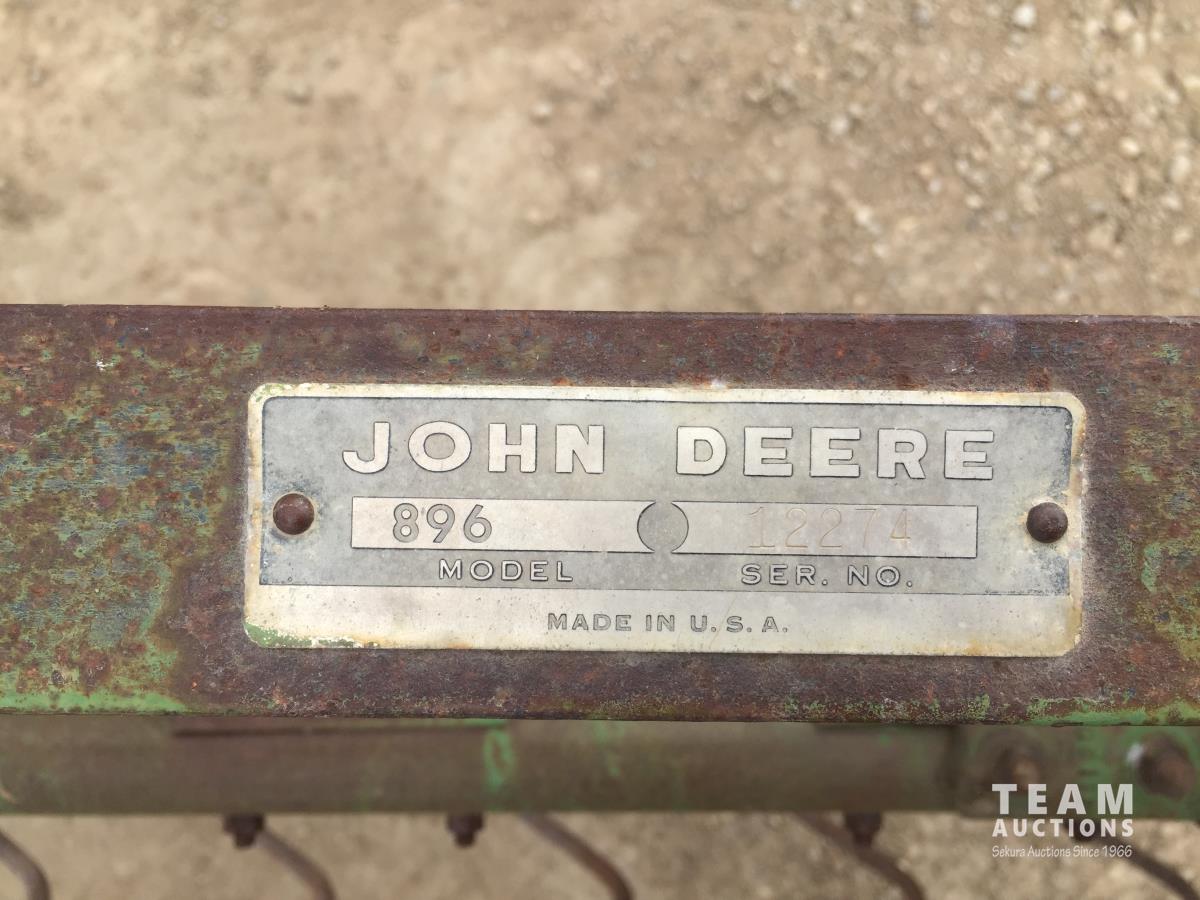 JOHN DEERE
896 12274
MODEL SER. NO.
MADE IN U.S.A.
TEAM
AUCTIONS
Sekura Auctions Since 1966